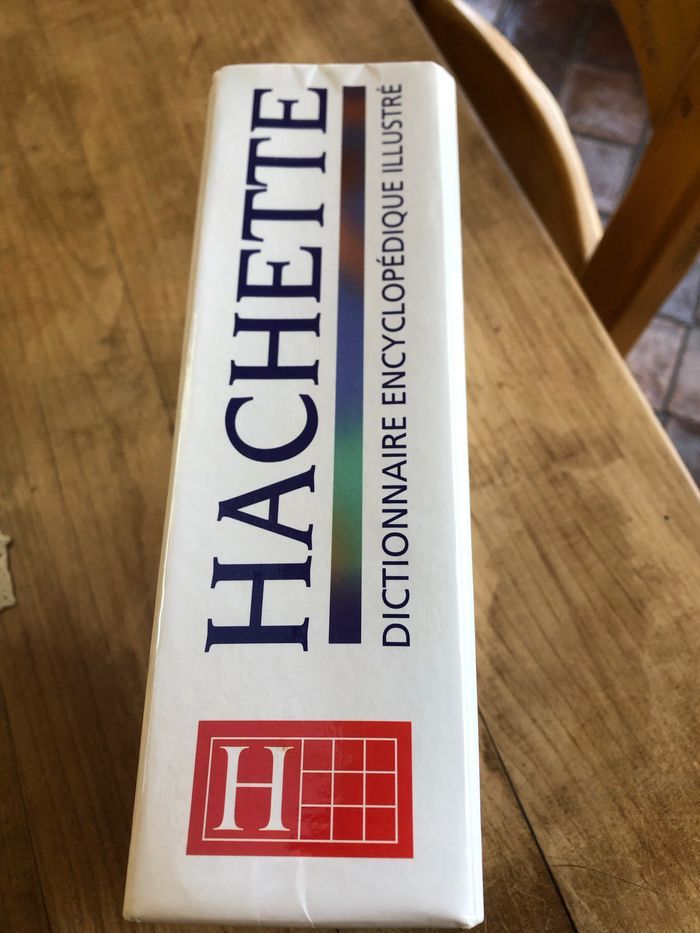 HACHETTE
DICTIONNAIRE ENCYCLOPÉDIQUE ILLUSTRÉ
H